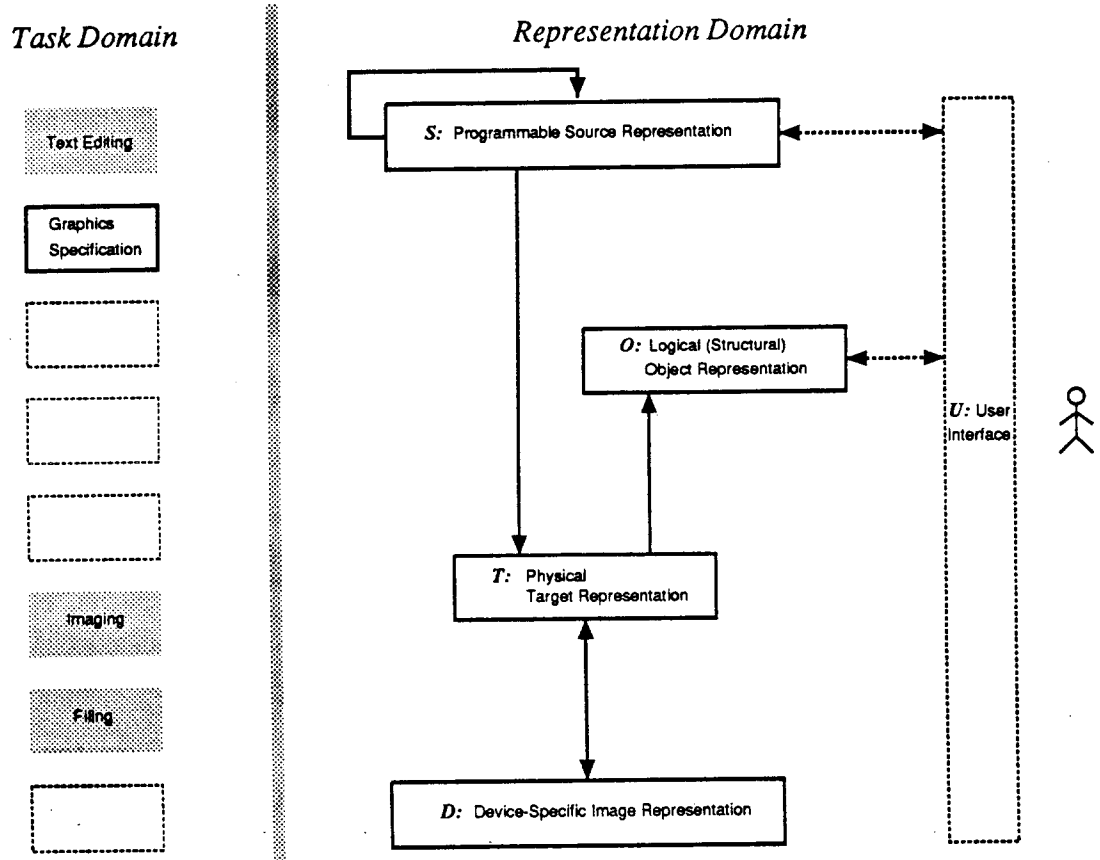 Task Domain
Representation Domain
Text Editing
Graphics
Specification
Imaging
Filing
S: Programmable Source Representation
O: Logical (Structural)
Object Representation
U: User
Interface
T: Physical
Target Representation
D: Device-Specific Image Representation